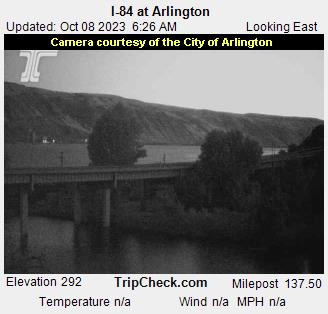 I-84 at Arlington
Updated: Oct 08 2023 6:26 AM Looking East
Camera courtesy of the City of Arlington
Elevation 292 TripCheck.com Milepost 137.50
Temperature n/a Wind n/a MPH n/a